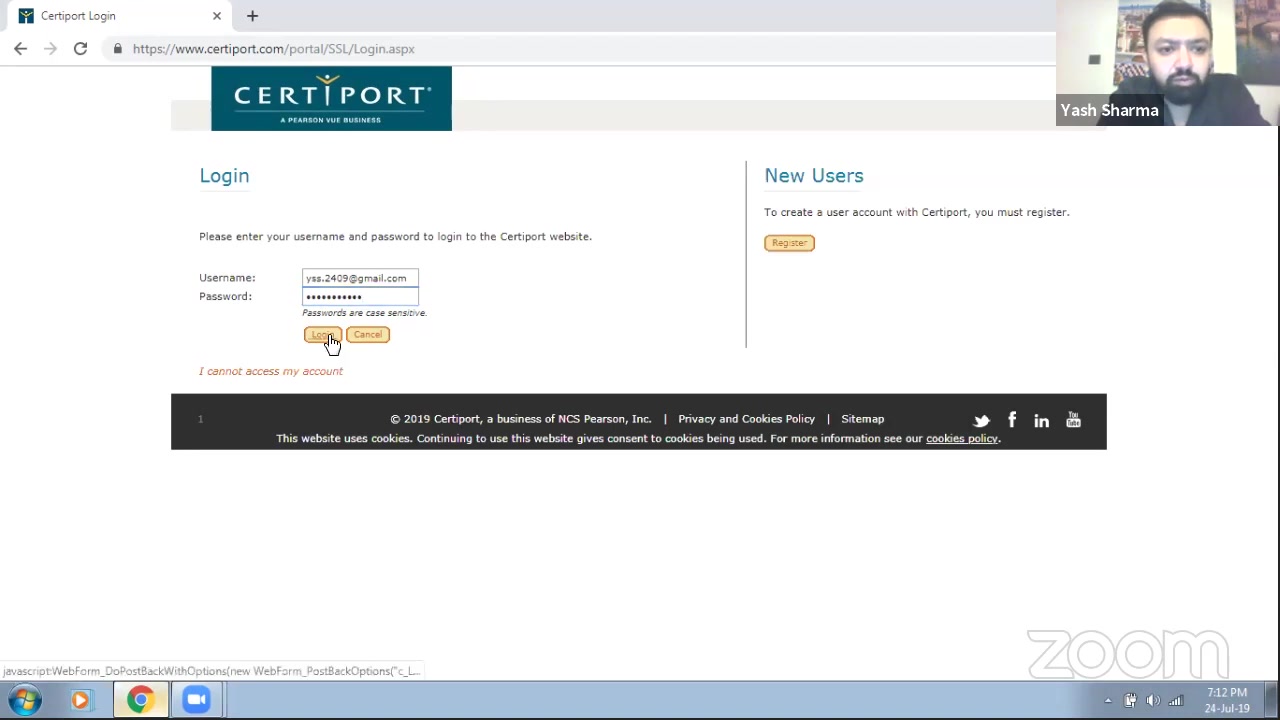 Certiport Login
https://www.certiport.com/portal/SSL/Login.aspx
CERTIPORT
A PEARSON VUE BUSINESS
Yash Sharma
Login
Please enter your username and password to login to the Certiport website.
Username: yss.2409@gmail.com
Password: •••••••••••
Passwords are case sensitive.
Login Cancel
I cannot access my account
New Users
To create a user account with Certiport, you must register.
Register
1 © 2019 Certiport, a business of NCS Pearson, Inc. | Privacy and Cookies Policy | Sitemap
This website uses cookies. Continuing to use this website gives consent to cookies being used. For more information see our cookies policy.
zoom
javascript:WebForm_DoPostBackWithOptions(new WebForm_PostBackOptions("c_L...
7:12 PM
24-Jul-19